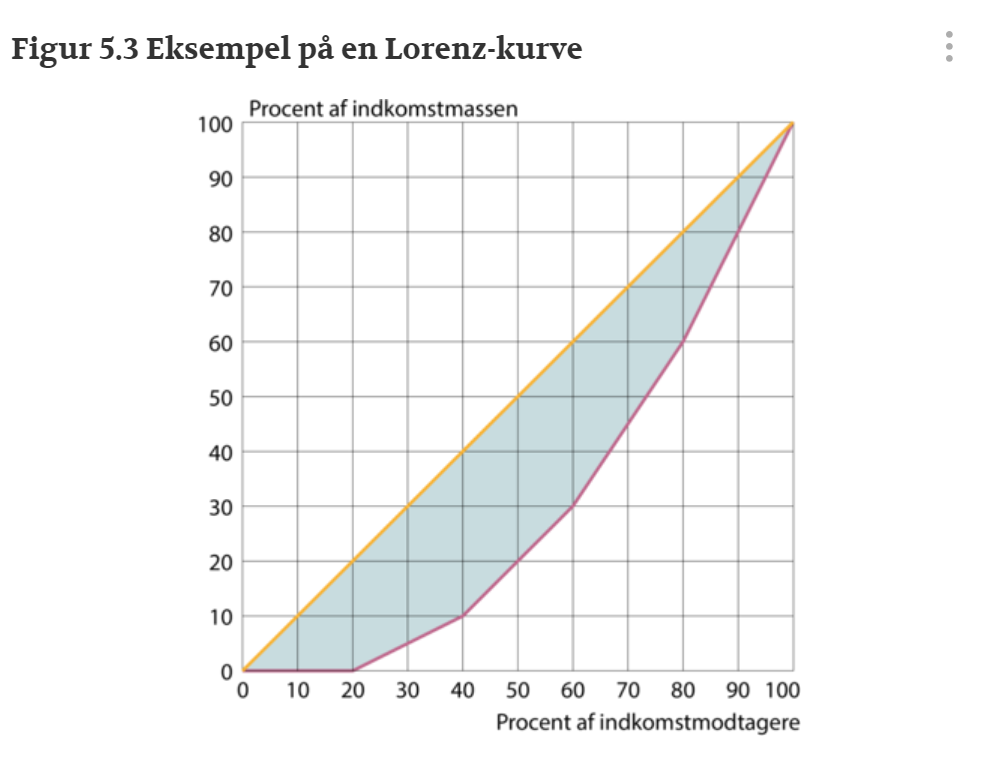 Figur 5.3 Eksempel på en Lorenz-kurve
Procent af indkomstmassen
100
90
80
70
60
50
40
30
20
10
0
0 10 20 30 40 50 60 70 80 90 100
Procent af indkomstmodtagere